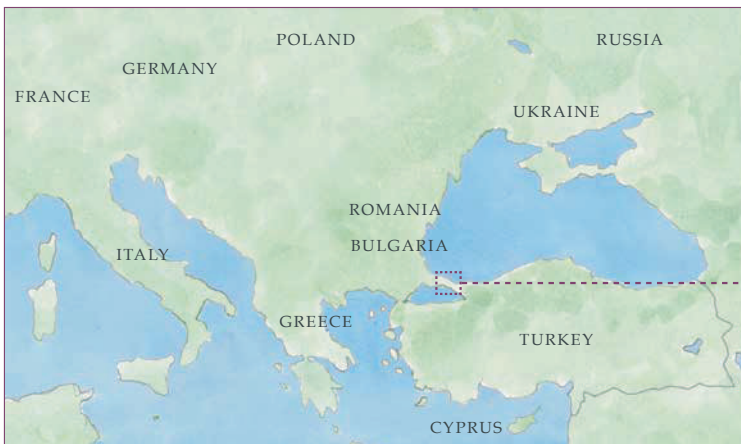 POLAND
RUSSIA
GERMANY
FRANCE
UKRAINE
ROMANIA
BULGARIA
ITALY
GREECE
TURKEY
CYPRUS